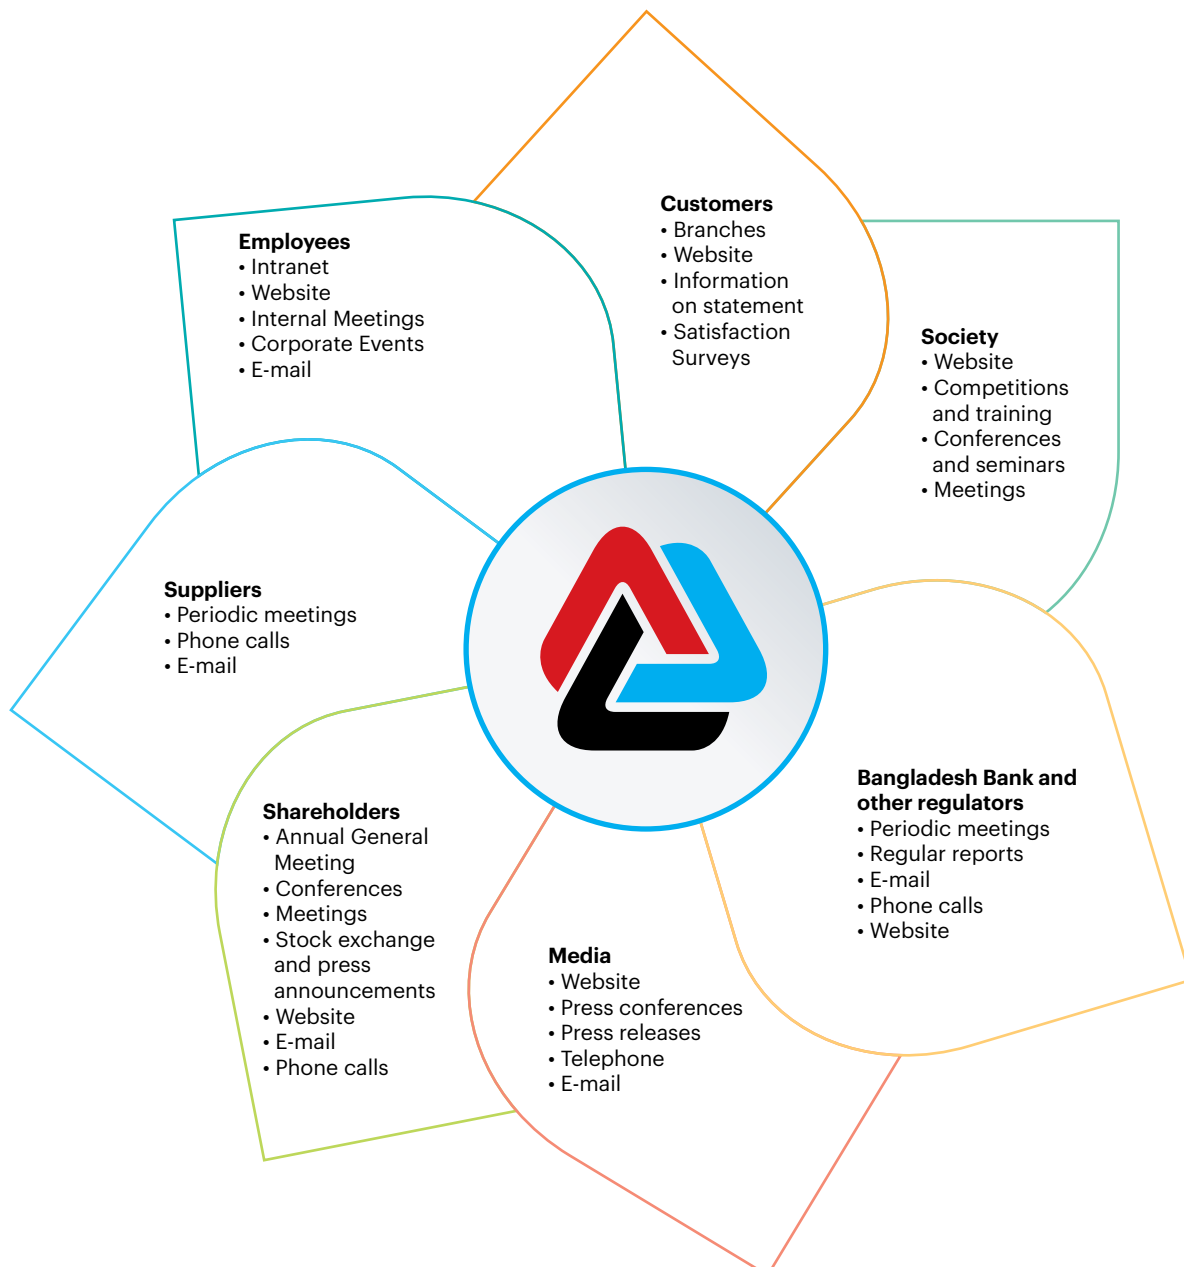 Customers
• Branches
• Website
• Information
on statement
• Satisfaction
Surveys
Employees
• Intranet
• Website
• Internal Meetings
• Corporate Events
• E-mail
Society
• Website
• Competitions
and training
• Conferences
and seminars
• Meetings
Suppliers
• Periodic meetings
• Phone calls
• E-mail
Bangladesh Bank and
other regulators
• Periodic meetings
• Regular reports
• E-mail
• Phone calls
• Website
Shareholders
• Annual General
Meeting
• Conferences
• Meetings
• Stock exchange
and press
announcements
• Website
• E-mail
• Phone calls
Media
• Website
• Press conferences
• Press releases
• Telephone
• E-mail